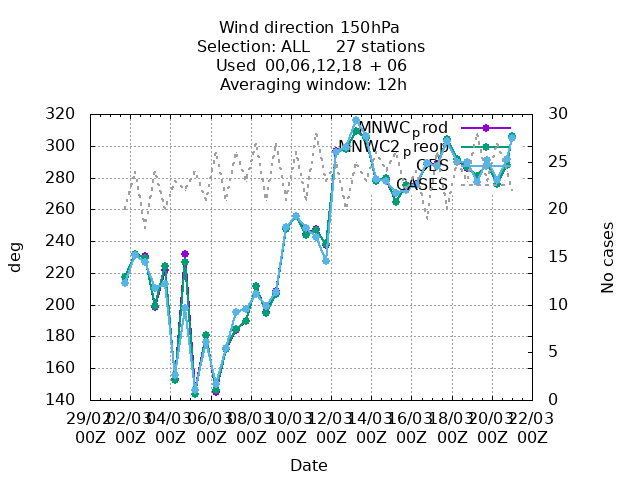 Wind direction 150hPa
Selection: ALL 27 stations
Used 00,06,12,18 + 06
Averaging window: 12h
320 30
300
280 25
260
240 20
220 15
200 10
180
160 5
140 0
MNWCprod
MNWC2preop
OBS
CASES
deg
No cases
29/02 02/03 04/03 06/03 08/03 10/03 12/03 14/03 16/03 18/03 20/03 22/03
00Z 00Z 00Z 00Z 00Z 00Z 00Z 00Z 00Z 00Z 00Z 00Z
Date